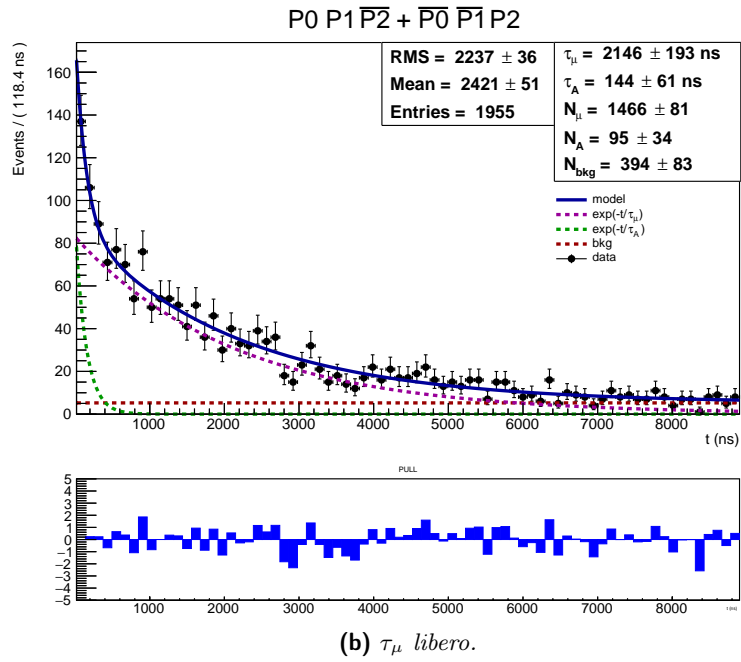 P0 P1 P̅2̅ + P̅0̅ P̅1̅ P2
Events / ( 118.4 ns )
160
140
120
100
80
60
40
20
0
RMS = 2237 ± 36
Mean = 2421 ± 51
Entries = 1955
τμ = 2146 ± 193 ns
τA = 144 ± 61 ns
Nμ = 1466 ± 81
NA = 95 ± 34
Nbkg = 394 ± 83
model
exp(-t/τμ)
exp(-t/τA)
bkg
data
1000 2000 3000 4000 5000 6000 7000 8000
t (ns)
PULL
5
4
3
2
1
0
−1
−2
−3
−4
−5
1000 2000 3000 4000 5000 6000 7000 8000
t (ns)
(b) τμ libero.